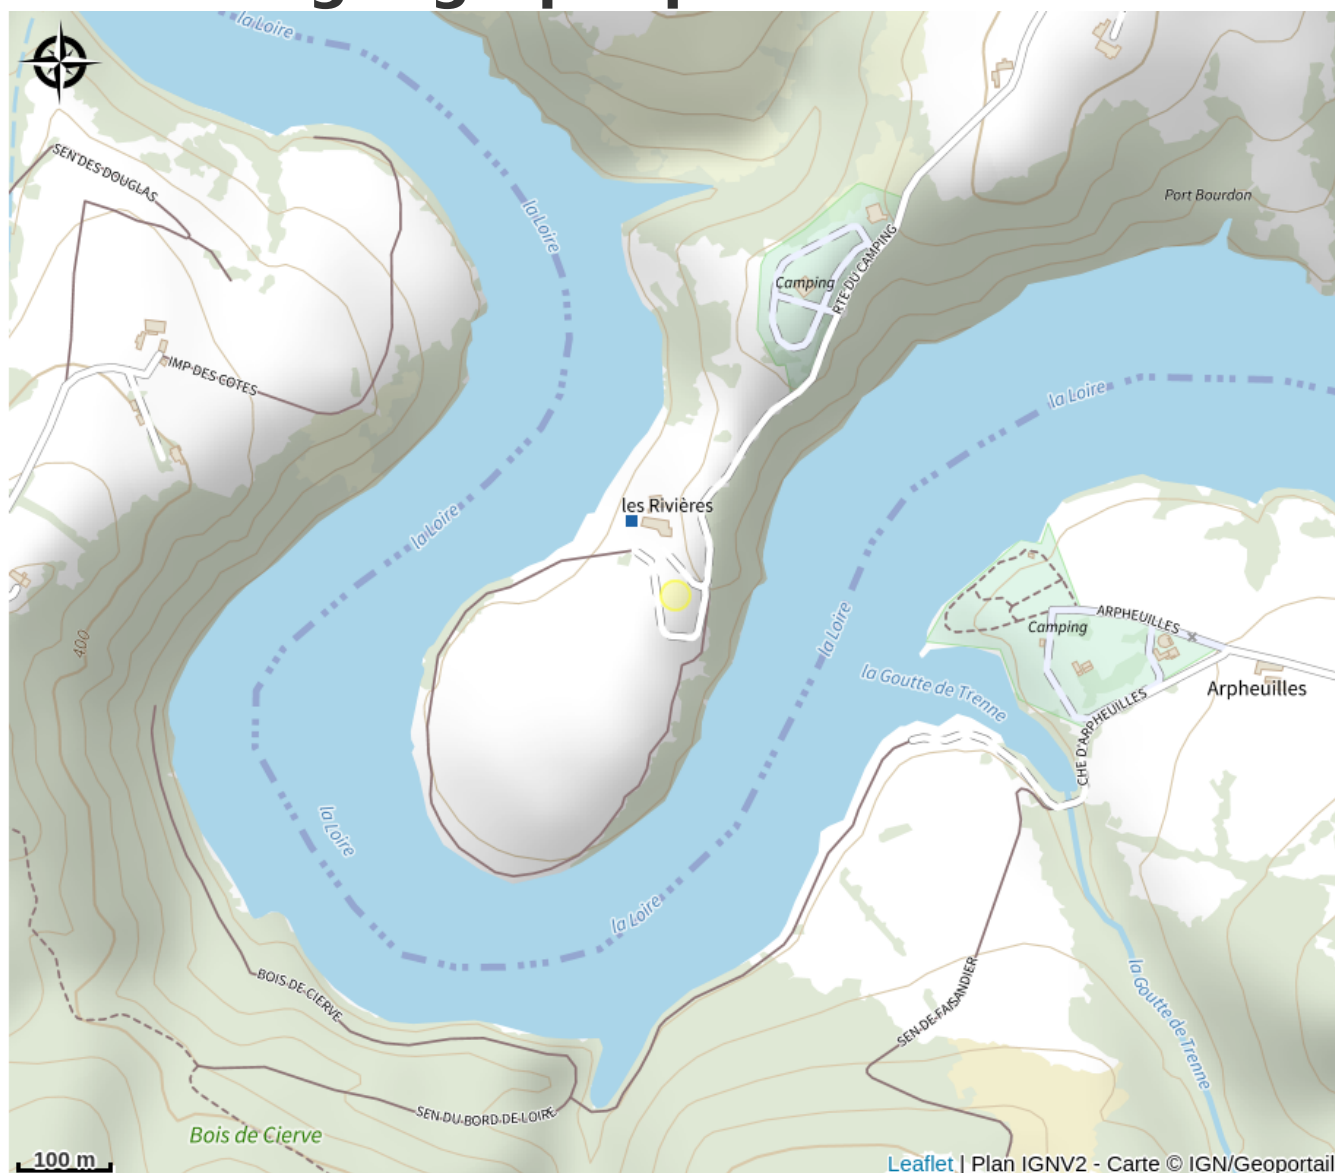 la Loire
SEN DES DOUGLAS
la Loire
Port Bourdon
RTE DU CAMPING
Camping
IMP DES COTES
la Loire
la Loire
les Rivières
400
la Loire
ARPHEUILLES
Camping
la Goutte de Trenne
Arpheuilles
CHE D'ARPHEUILLES
la Loire
la Loire
BOIS DE CIERVE
SEN DE FAISANDIER
la Goutte de Trenne
SEN DU BORD DE LOIRE
Bois de Cierve
100 m
Leaflet | Plan IGNV2 - Carte © IGN/Geoportail